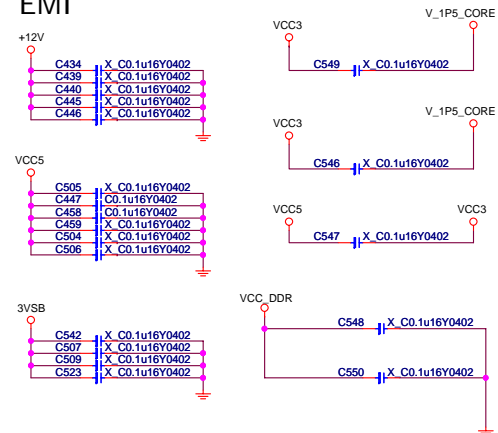 EMI
+12V
C434 X_C0.1u16Y0402
C439 X_C0.1u16Y0402
C440 X_C0.1u16Y0402
C445 X_C0.1u16Y0402
C446 X_C0.1u16Y0402
VCC5
C505 X_C0.1u16Y0402
C447 C0.1u16Y0402
C458 C0.1u16Y0402
C459 X_C0.1u16Y0402
C504 X_C0.1u16Y0402
C506 X_C0.1u16Y0402
3VSB
C542 X_C0.1u16Y0402
C507 X_C0.1u16Y0402
C509 X_C0.1u16Y0402
C523 X_C0.1u16Y0402
VCC3 V_1P5_CORE
C549 X_C0.1u16Y0402
VCC3 V_1P5_CORE
C546 X_C0.1u16Y0402
VCC5 VCC3
C547 X_C0.1u16Y0402
VCC_DDR
C548 X_C0.1u16Y0402
C550 X_C0.1u16Y0402